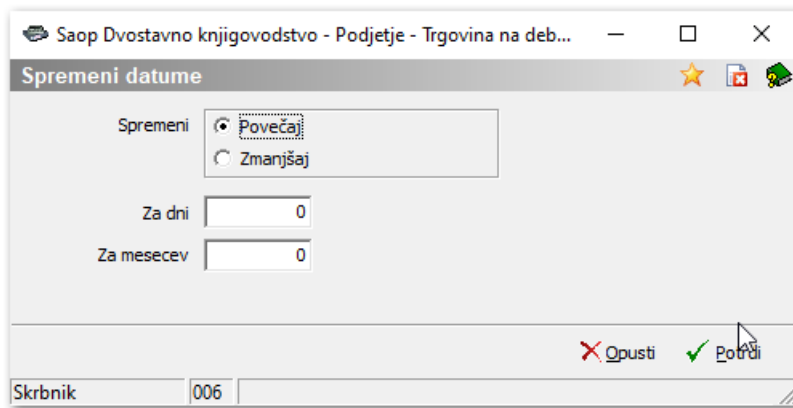 Saop Dvostavno knjigovodstvo - Podjetje - Trgovina na deb...
Spremeni datume
Spremeni
Povečaj
Zmanjšaj
Za dni 0
Za mesecev 0
Opusti Potrdi
Skrbnik 006